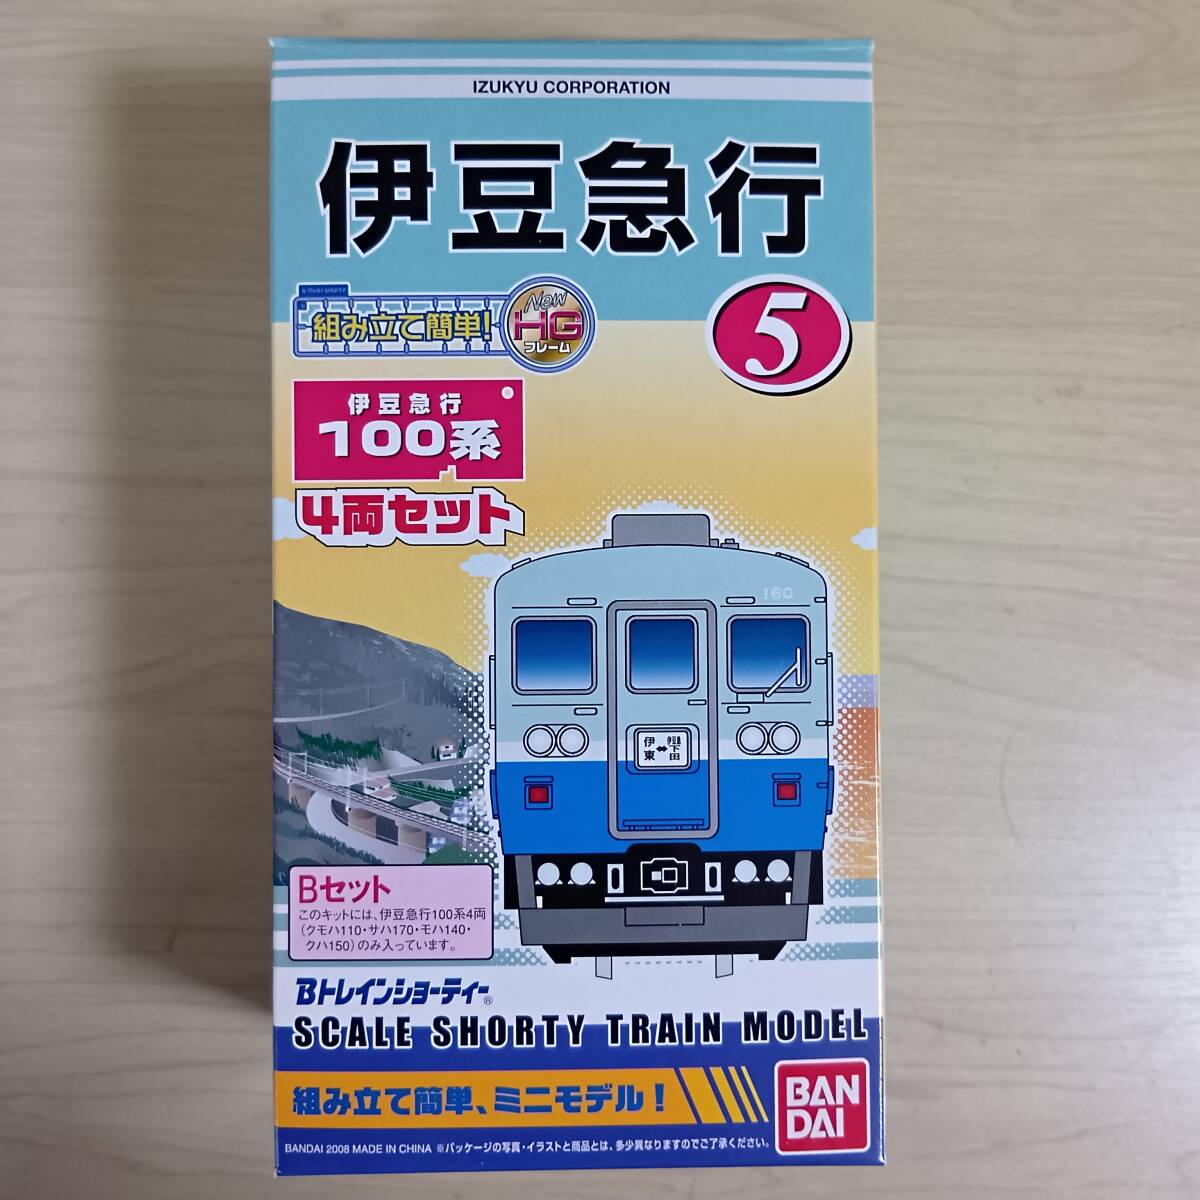 IZUKYU CORPORATION
伊豆急行
組み立て簡単!
New
HG
フレーム
5
伊豆急行
100系
4両セット
160
伊東⇔伊豆急下田
Bセット
このキットには、伊豆急行100系4両
(クモハ110・サハ170・モハ140・
クハ150)のみ入っています。
Bトレインショーティー®
SCALE SHORTY TRAIN MODEL
組み立て簡単、ミニモデル!
BAN
DAI
BANDAI 2008 MADE IN CHINA ※パッケージの写真・イラストと商品とは、多少異なりますのでご了承ください。